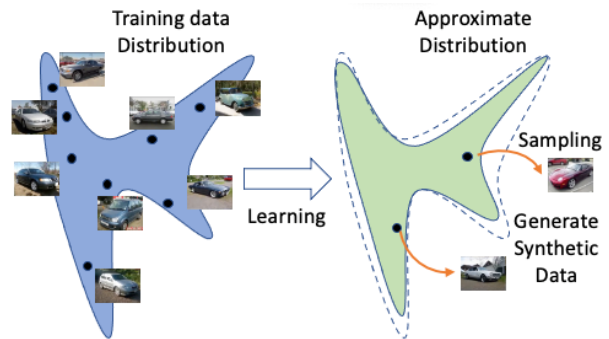 Training data
Distribution
Approximate
Distribution
Learning
Sampling
Generate
Synthetic
Data